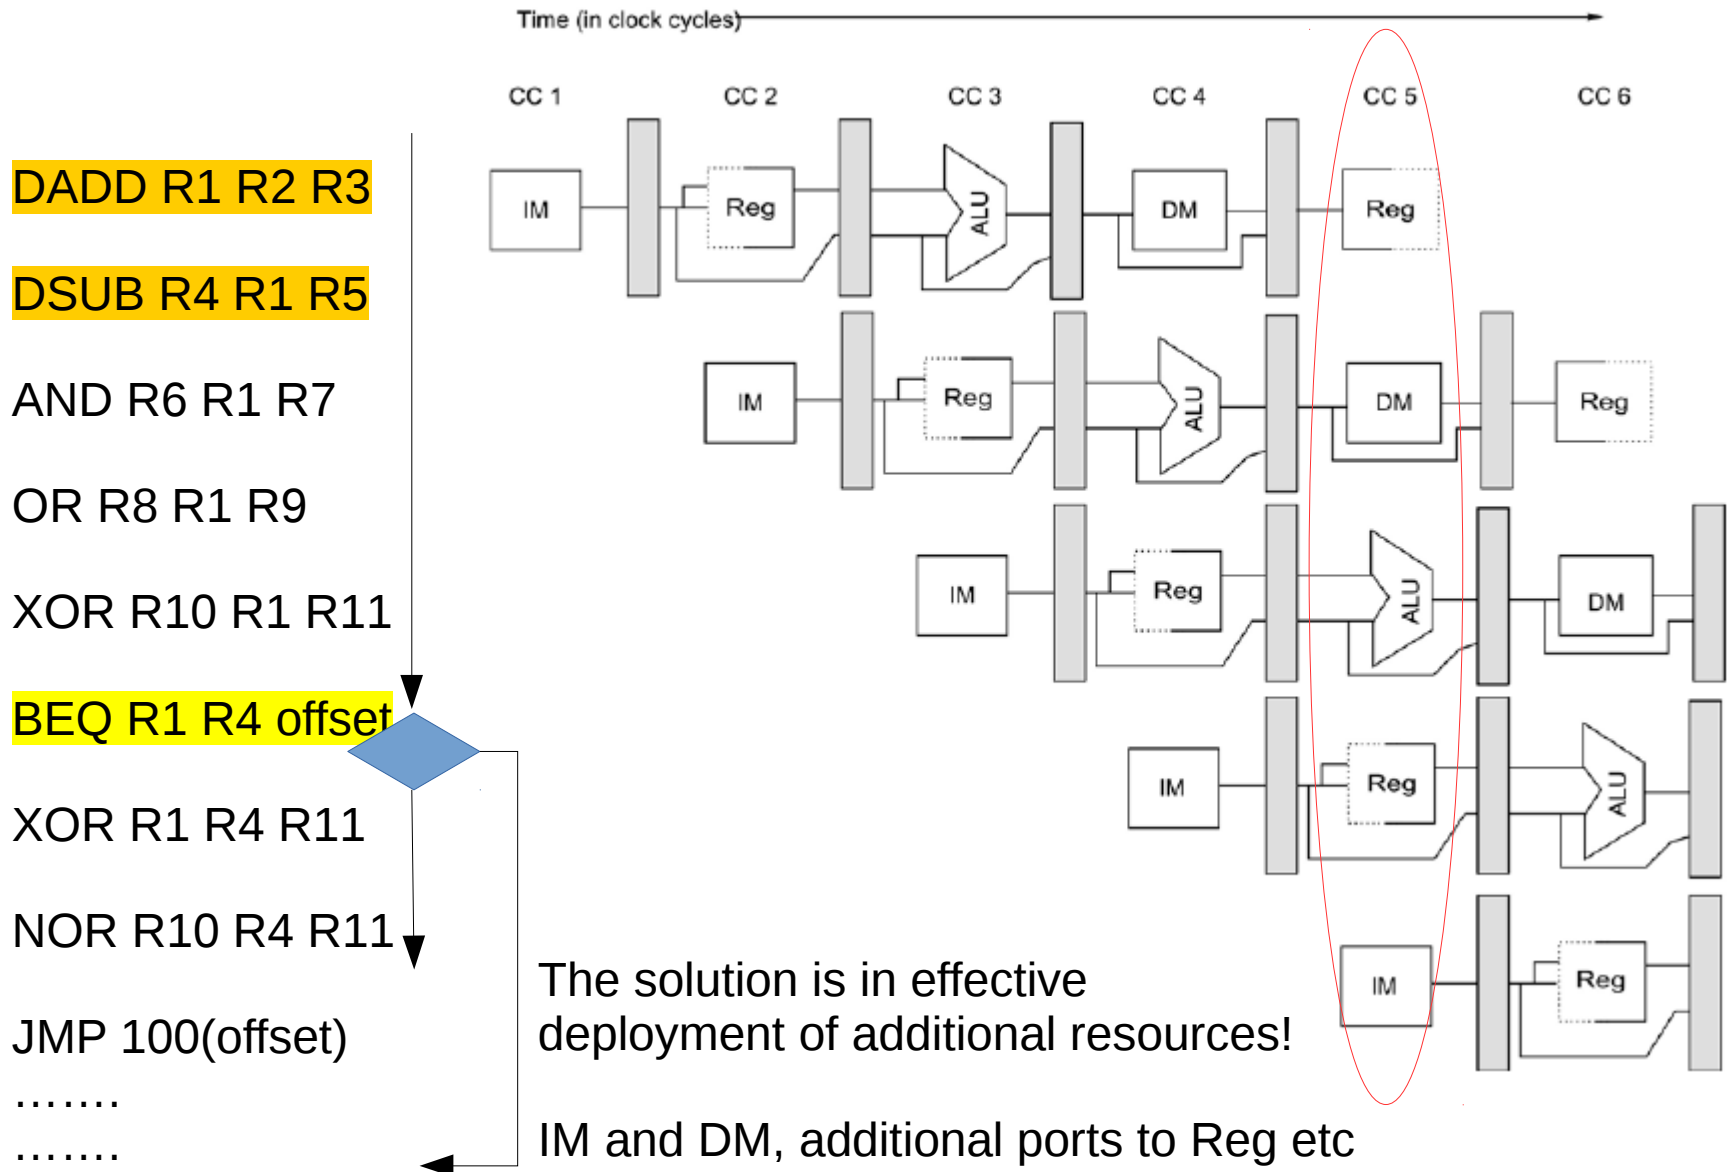 Time (in clock cycles)
CC 1 CC 2 CC 3 CC 4 CC 5 CC 6
DADD R1 R2 R3
IM Reg ALU DM Reg
DSUB R4 R1 R5
IM Reg ALU DM Reg
AND R6 R1 R7
OR R8 R1 R9
IM Reg ALU DM
XOR R10 R1 R11
BEQ R1 R4 offset
IM Reg ALU
XOR R1 R4 R11
NOR R10 R4 R11
IM Reg
The solution is in effective
deployment of additional resources!
JMP 100(offset)
…….
…….
IM and DM, additional ports to Reg etc